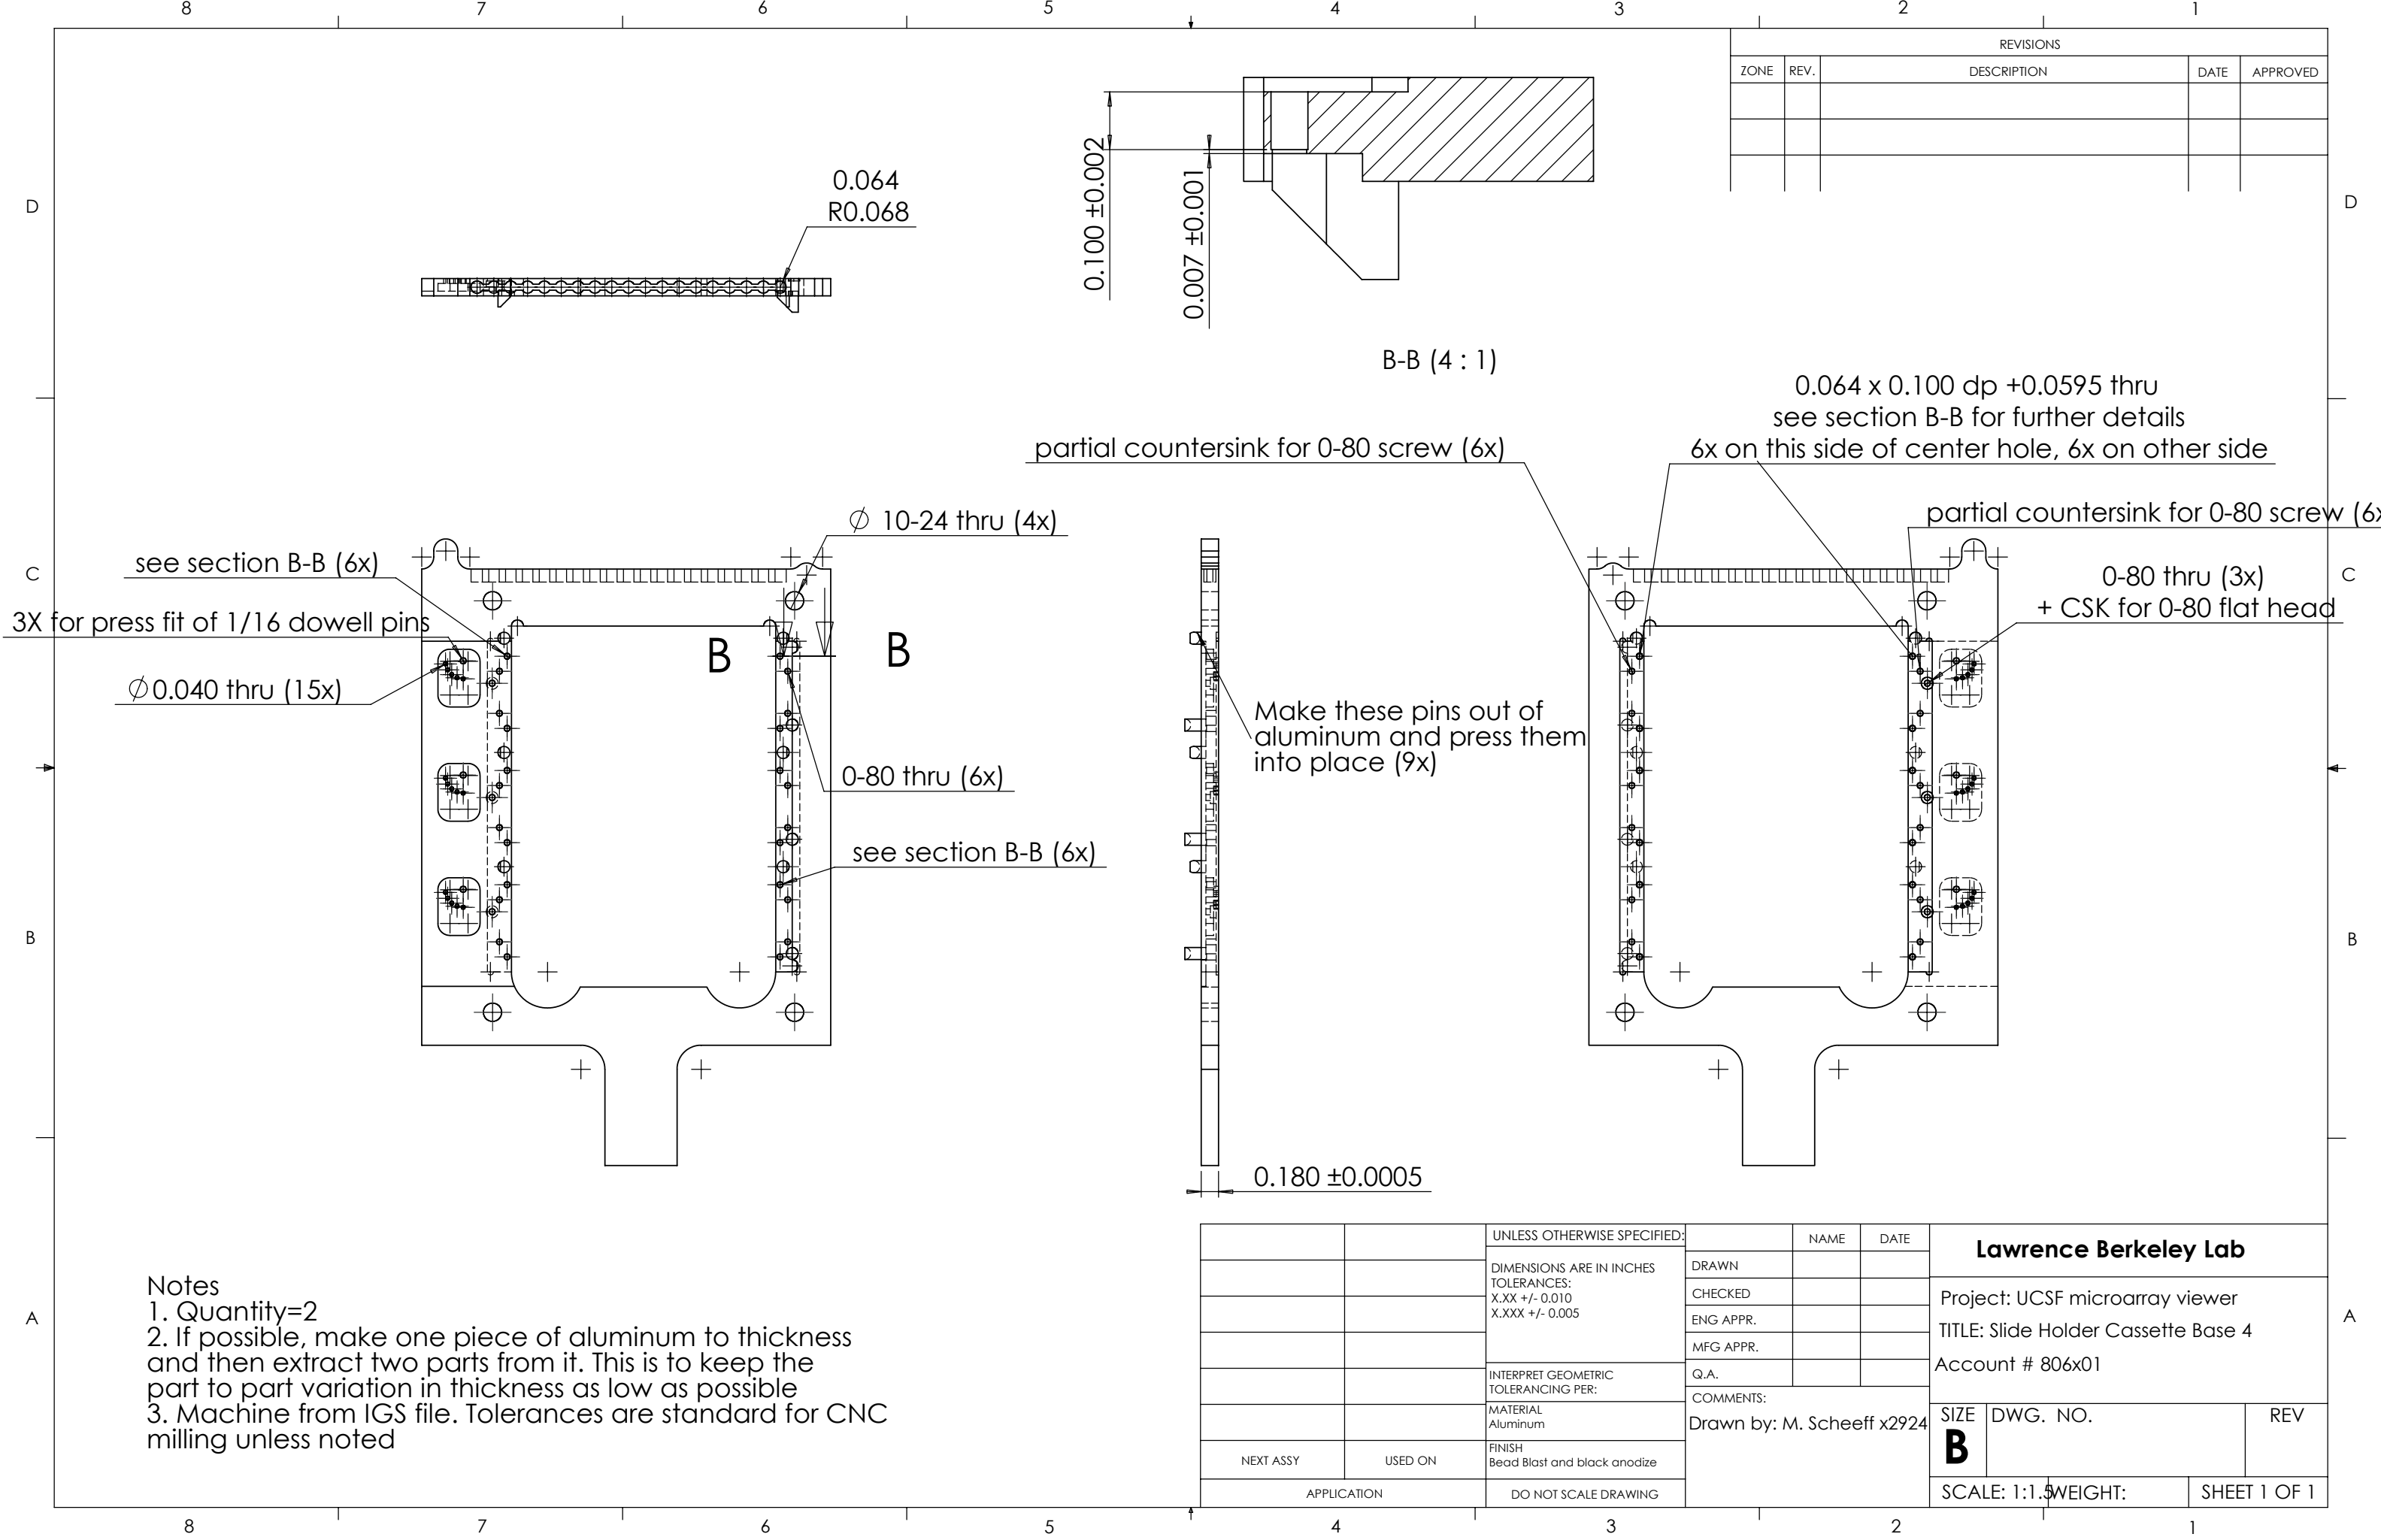 8 7 6 5 4 3 2 1
REVISIONS
ZONE REV. DESCRIPTION DATE APPROVED
D
D
0.064
R0.068
0.100 ±0.002
0.007 ±0.001
B-B (4 : 1)
0.064 x 0.100 dp +0.0595 thru
see section B-B for further details
6x on this side of center hole, 6x on other side
partial countersink for 0-80 screw (6x)
partial countersink for 0-80 screw (6x
∅ 10-24 thru (4x)
see section B-B (6x)
C
C
0-80 thru (3x)
+ CSK for 0-80 flat head
3X for press fit of 1/16 dowell pins
B
B
∅0.040 thru (15x)
Make these pins out of
aluminum and press them
into place (9x)
0-80 thru (6x)
see section B-B (6x)
B
B
0.180 ±0.0005
Notes
1. Quantity=2
2. If possible, make one piece of aluminum to thickness
and then extract two parts from it. This is to keep the
part to part variation in thickness as low as possible
3. Machine from IGS file. Tolerances are standard for CNC
milling unless noted
A
A
UNLESS OTHERWISE SPECIFIED:
DIMENSIONS ARE IN INCHES
TOLERANCES:
X.XX +/- 0.010
X.XXX +/- 0.005
INTERPRET GEOMETRIC
TOLERANCING PER:
MATERIAL
Aluminum
FINISH
Bead Blast and black anodize
DO NOT SCALE DRAWING
NEXT ASSY USED ON
APPLICATION
NAME DATE
DRAWN
CHECKED
ENG APPR.
MFG APPR.
Q.A.
COMMENTS:
Drawn by: M. Scheeff x2924
Lawrence Berkeley Lab
Project: UCSF microarray viewer
TITLE: Slide Holder Cassette Base 4
Account # 806x01
SIZE DWG. NO. REV
B
SCALE: 1:1.5 WEIGHT: SHEET 1 OF 1
8 7 6 5 4 3 2 1